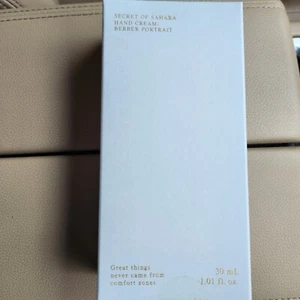 SECRET OF SAHARA
HAND CREAM
BERBER PORTRAIT
Great things
never came from
comfort zones
30 mL
1.01 fl. oz